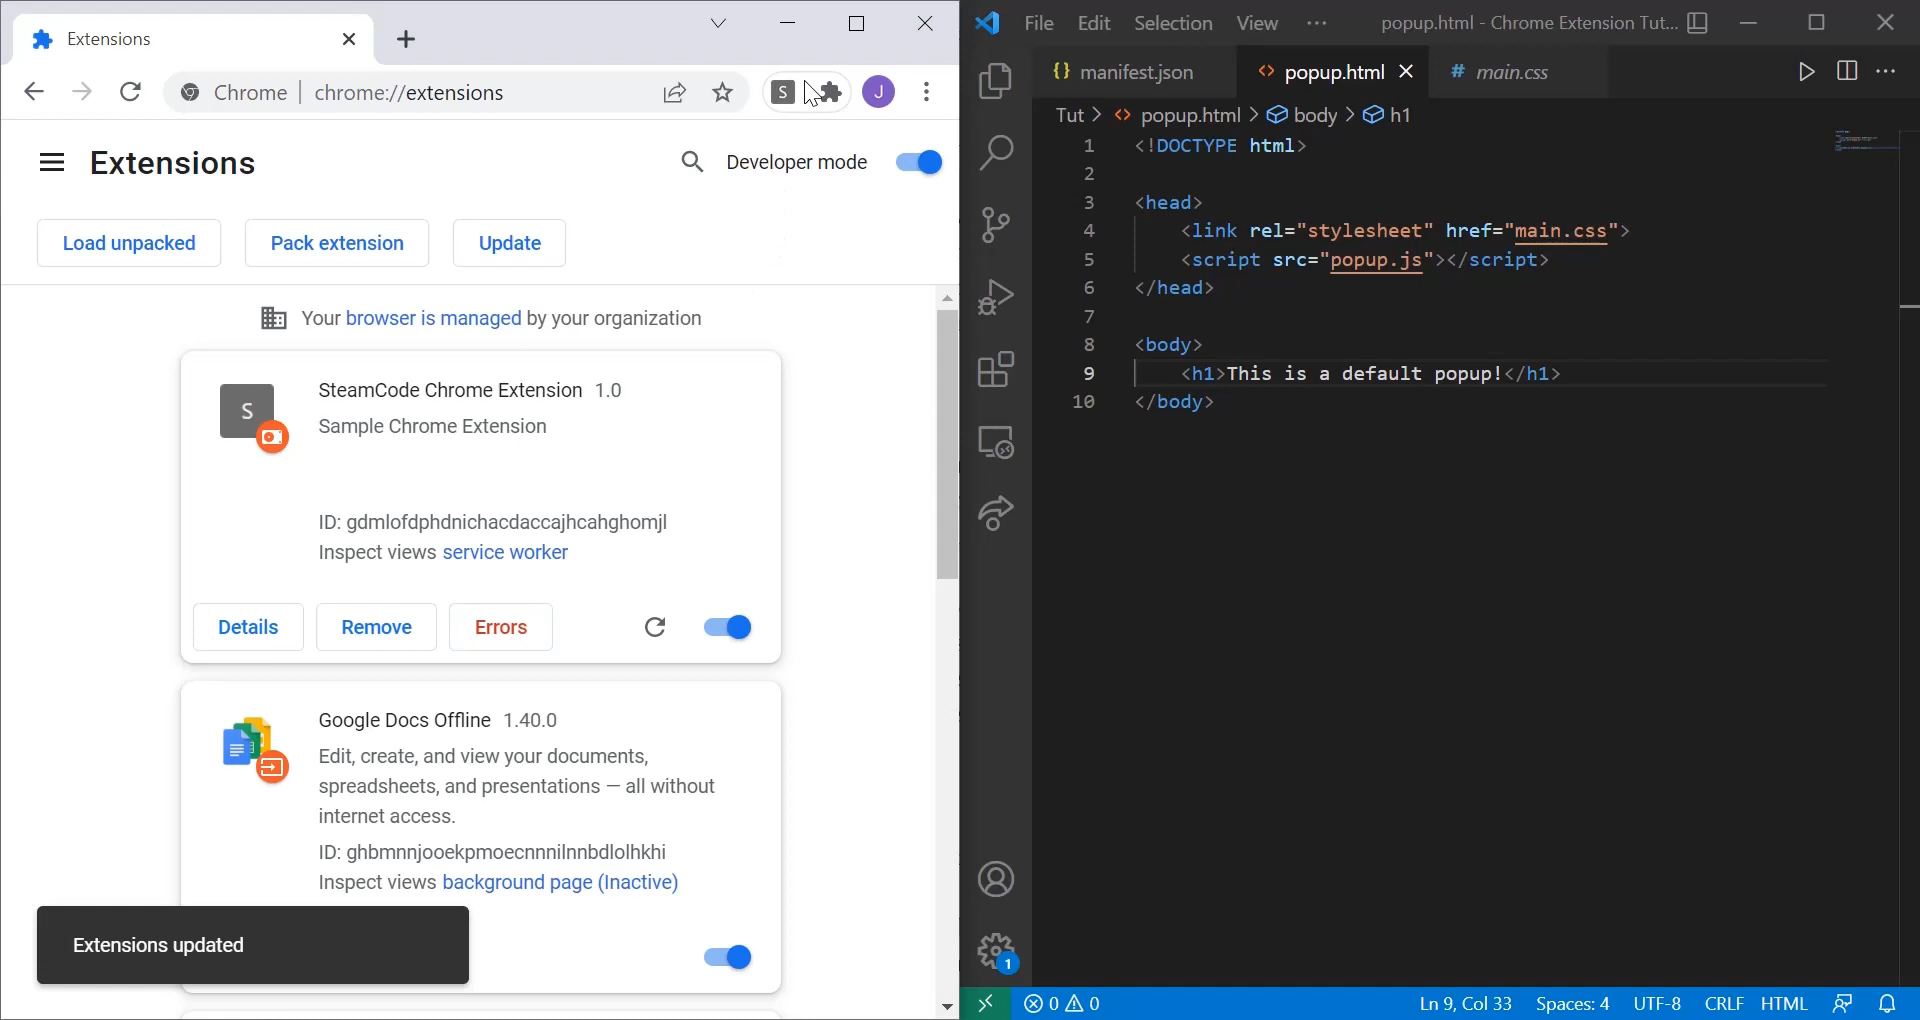 Extensions
Chrome | chrome://extensions
S
J
Extensions
Developer mode
Load unpacked
Pack extension
Update
Your browser is managed by your organization
S
SteamCode Chrome Extension 1.0
Sample Chrome Extension
ID: gdmlofdphdnichacdaccajhcahghomjl
Inspect views service worker
Details
Remove
Errors
Google Docs Offline 1.40.0
Edit, create, and view your documents,
spreadsheets, and presentations — all without
internet access.
ID: ghbmnnjooekpmoecnnnilnnbdlolhkhi
Inspect views background page (Inactive)
Extensions updated
File Edit Selection View ··· popup.html - Chrome Extension Tut...
{} manifest.json
<> popup.html
# main.css
Tut > <> popup.html > body > h1
1 <!DOCTYPE html>
2
3 <head>
4 <link rel="stylesheet" href="main.css">
5 <script src="popup.js"></script>
6 </head>
7
8 <body>
9 <h1>This is a default popup!</h1>
10 </body>
1
0 0
Ln 9, Col 33 Spaces: 4 UTF-8 CRLF HTML